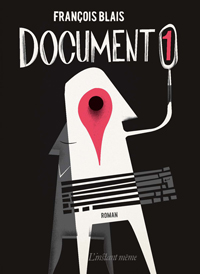 FRANÇOIS BLAIS
DOCUMENT 1
ROMAN
L'instant même